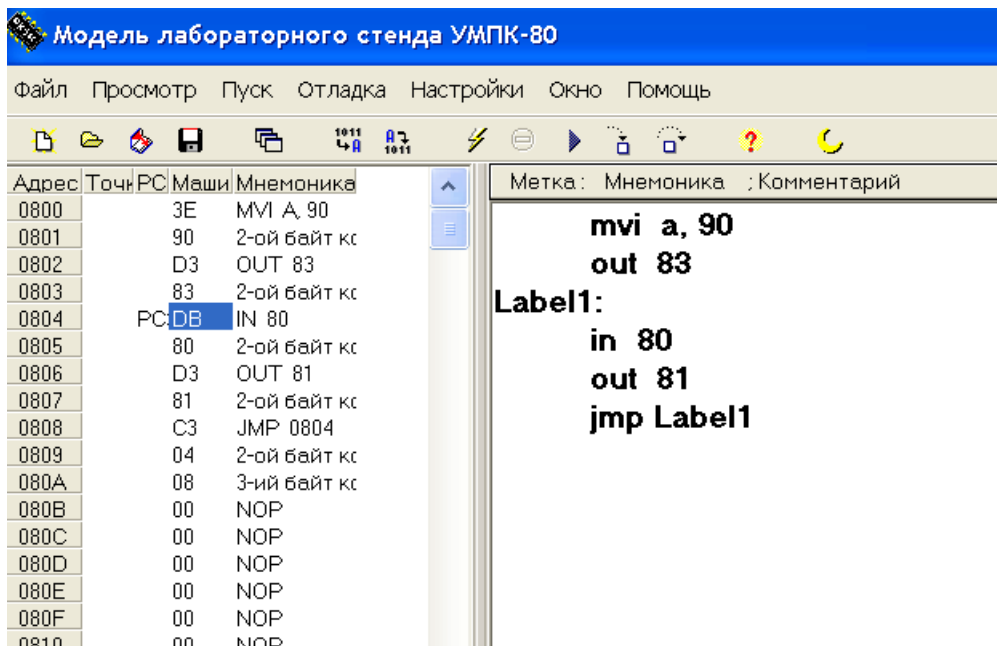 Модель лабораторного стенда УМПК-80
Файл Просмотр Пуск Отладка Настройки Окно Помощь
Адрес Точк PC Маши Мнемоника
0800 3E MVI A, 90
0801 90 2-ой байт кс
0802 D3 OUT 83
0803 83 2-ой байт кс
0804 PC: DB IN 80
0805 80 2-ой байт кс
0806 D3 OUT 81
0807 81 2-ой байт кс
0808 C3 JMP 0804
0809 04 2-ой байт кс
080A 08 3-ий байт кс
080B 00 NOP
080C 00 NOP
080D 00 NOP
080E 00 NOP
080F 00 NOP
0810 00 NOP
Метка: Мнемоника ;Комментарий
mvi a, 90
out 83
Label1:
in 80
out 81
jmp Label1